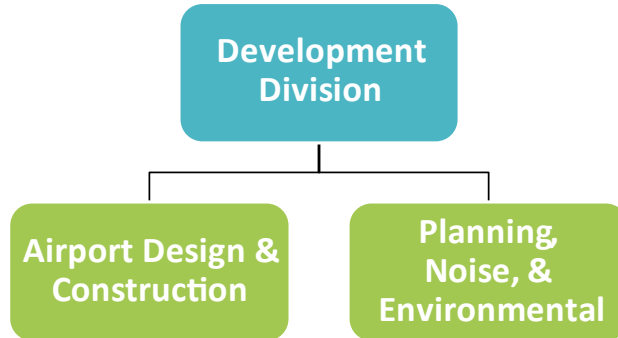 Development
Division
Airport Design &
Construction
Planning,
Noise, &
Environmental